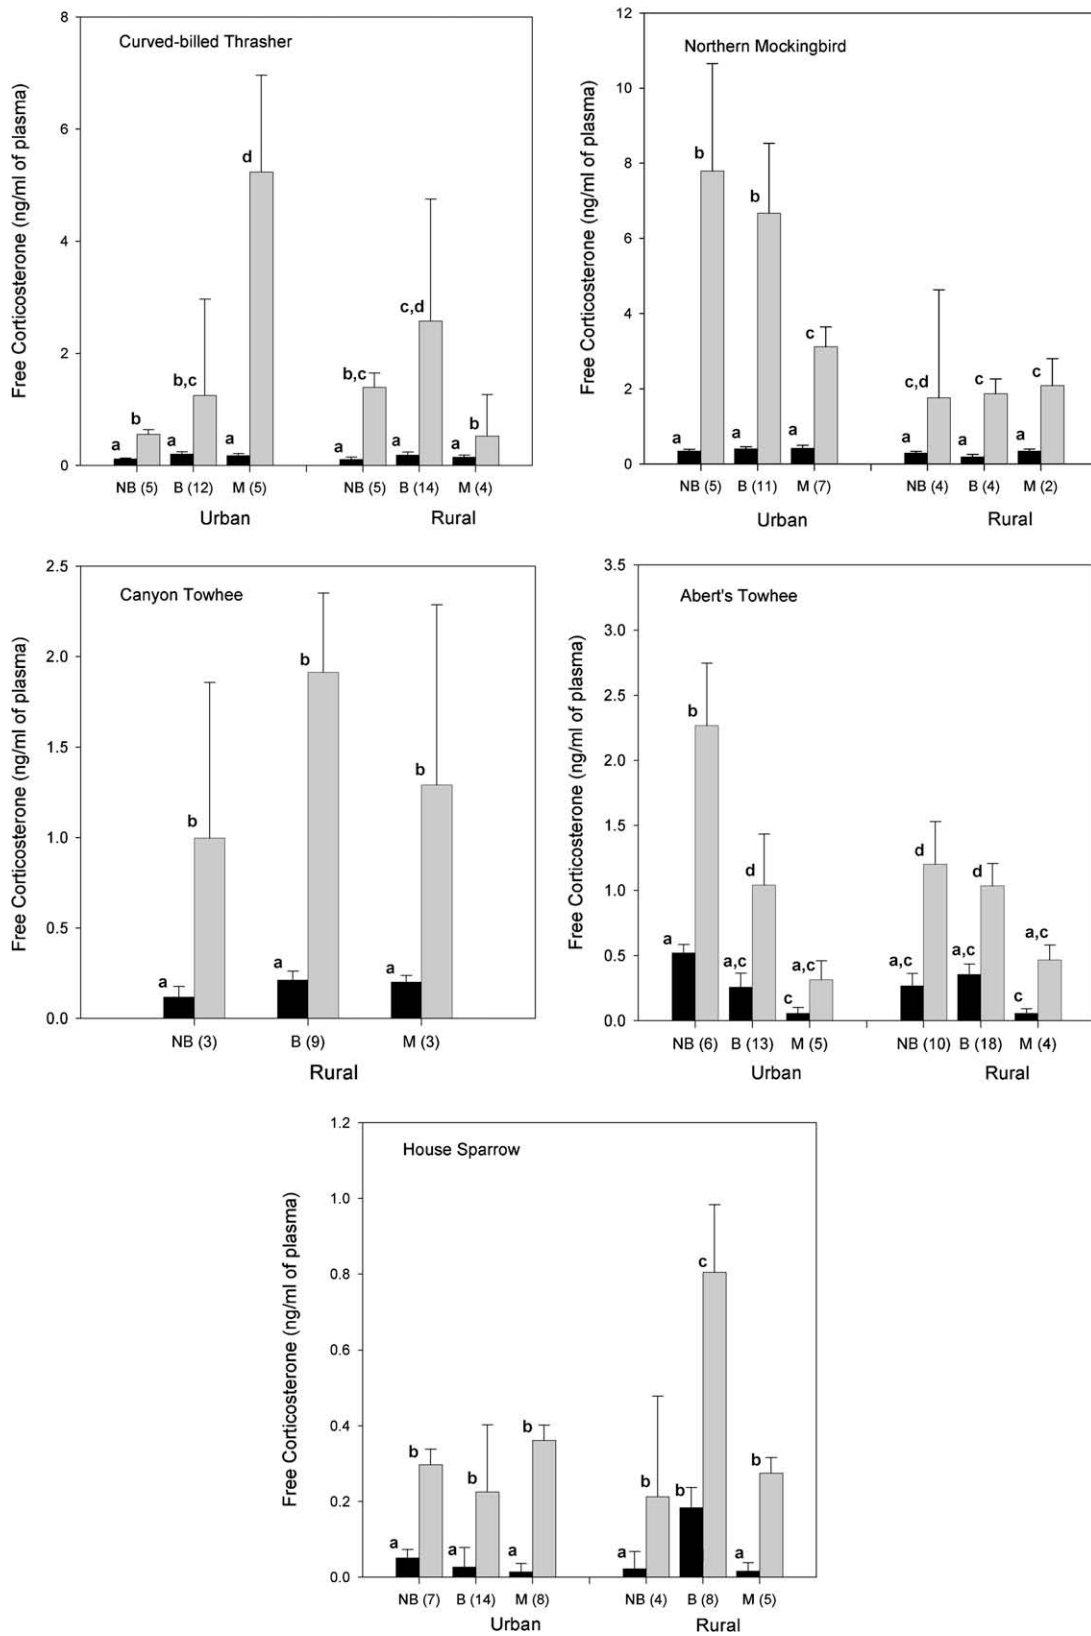 Curved-billed Thrasher
Free Corticosterone (ng/ml of plasma)
8
6
4
2
0
a
b
a
b,c
a
d
a
b,c
a
c,d
a
b
NB (5) B (12) M (5) NB (5) B (14) M (4)
Urban Rural
Northern Mockingbird
Free Corticosterone (ng/ml of plasma)
12
10
8
6
4
2
0
a
b
a
b
a
c
a
c,d
a
c
a
c
NB (5) B (11) M (7) NB (4) B (4) M (2)
Urban Rural
Canyon Towhee
Free Corticosterone (ng/ml of plasma)
2.5
2.0
1.5
1.0
0.5
0.0
a
b
a
b
a
b
NB (3) B (9) M (3)
Rural
Abert's Towhee
Free Corticosterone (ng/ml of plasma)
3.5
3.0
2.5
2.0
1.5
1.0
0.5
0.0
a
b
a,c
d
c
a,c
a,c
d
a,c
d
c
a,c
NB (6) B (13) M (5) NB (10) B (18) M (4)
Urban Rural
House Sparrow
Free Corticosterone (ng/ml of plasma)
1.2
1.0
0.8
0.6
0.4
0.2
0.0
a
b
a
b
a
b
a
b
b
c
a
b
NB (7) B (14) M (8) NB (4) B (8) M (5)
Urban Rural